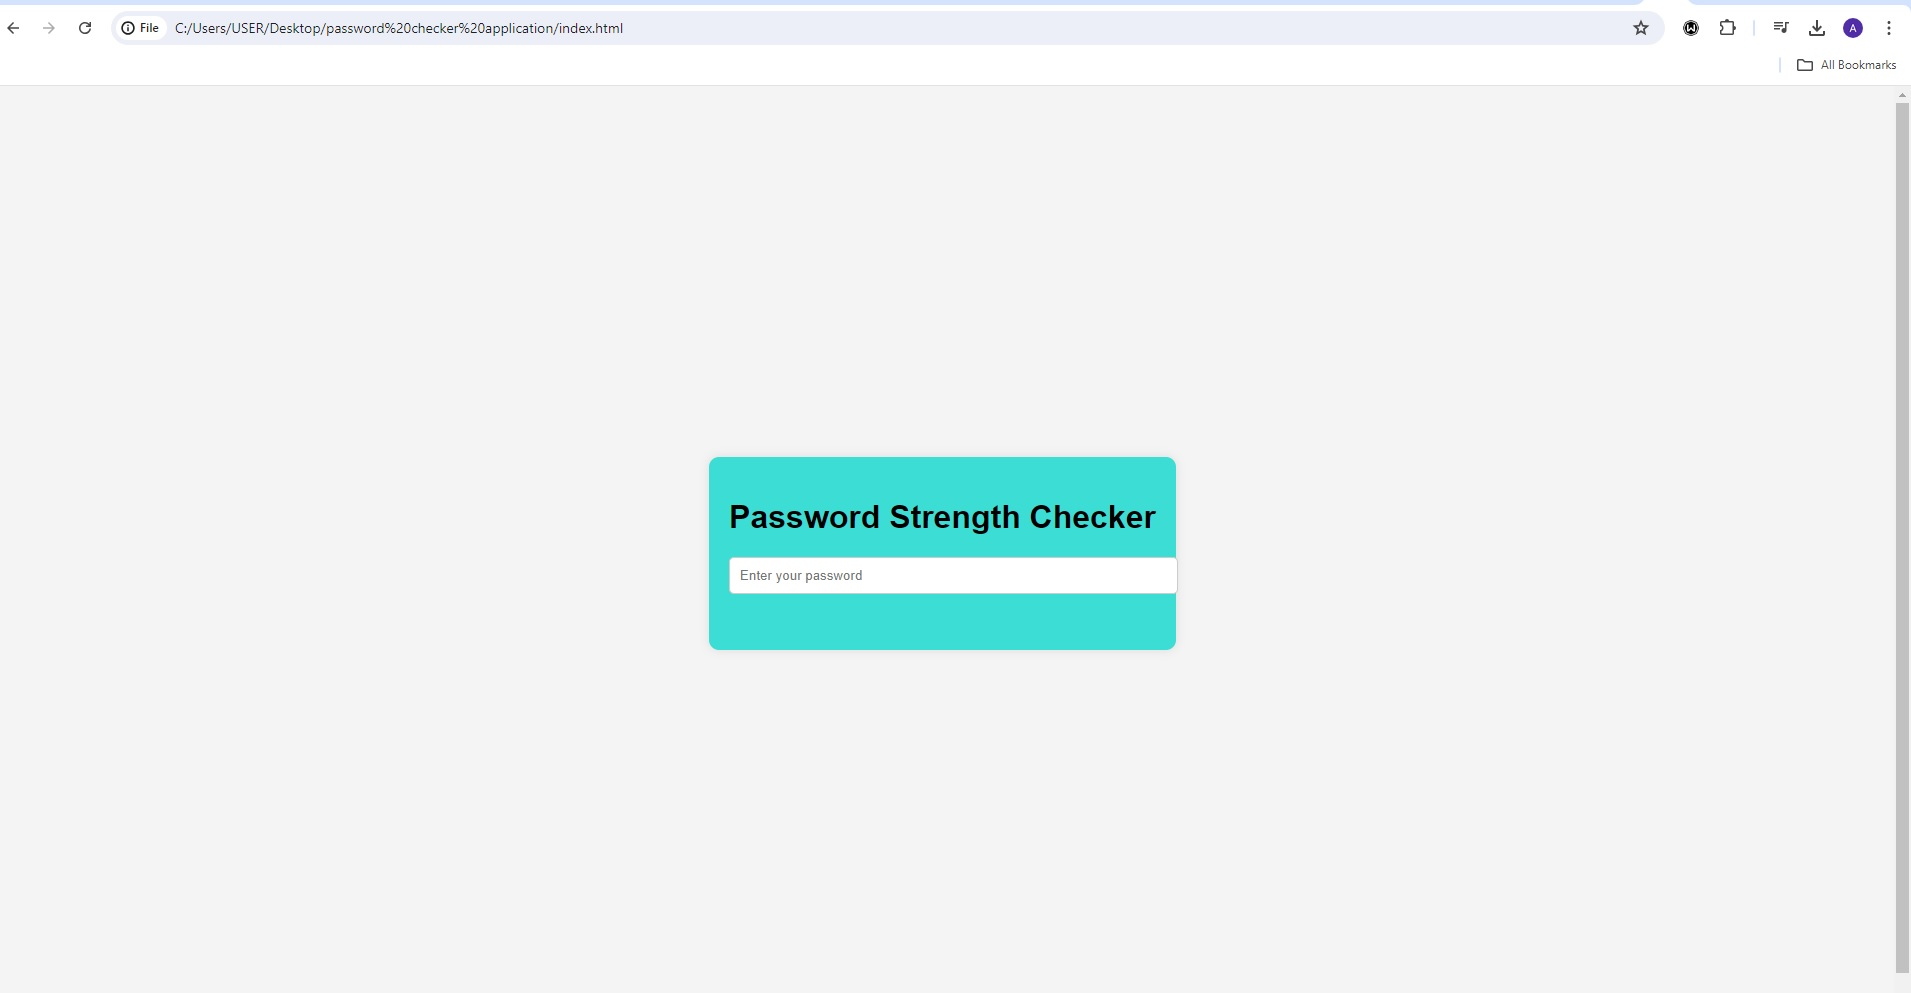 File C:/Users/USER/Desktop/password%20checker%20application/index.html
A
All Bookmarks
Password Strength Checker
Enter your password